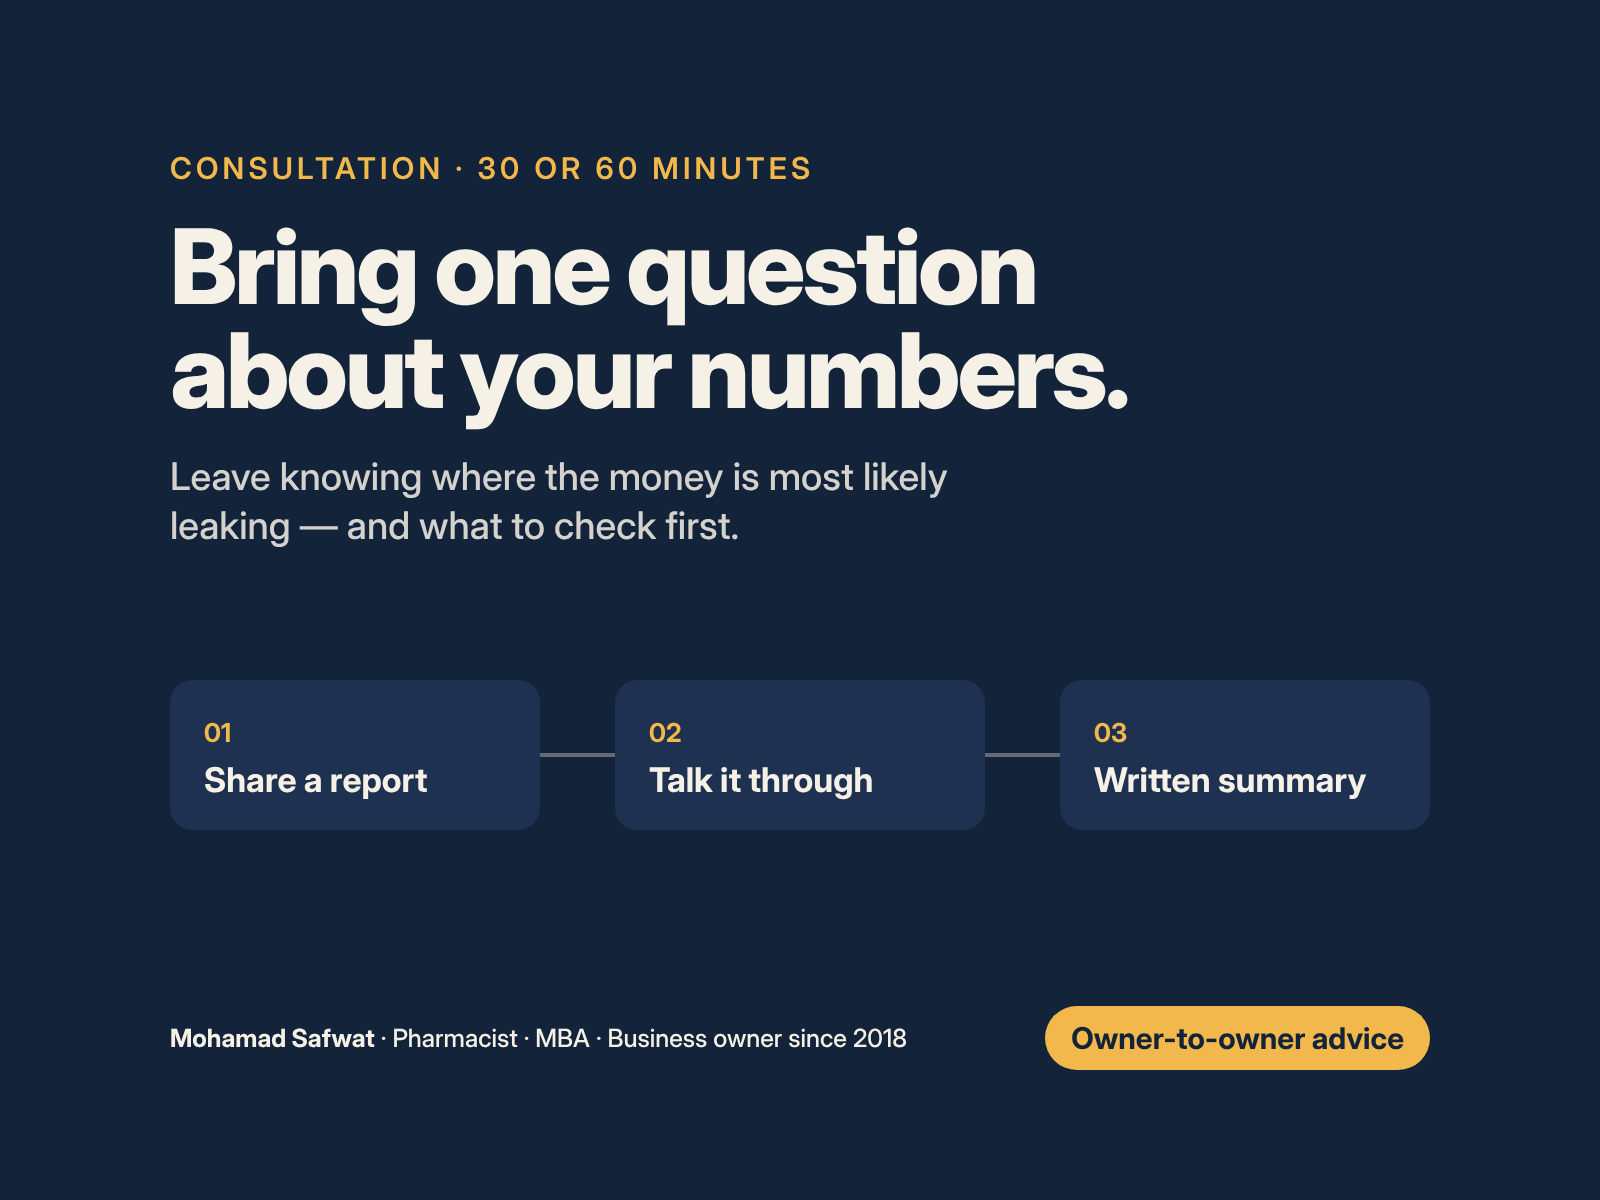 CONSULTATION · 30 OR 60 MINUTES
Bring one question
about your numbers.
Leave knowing where the money is most likely
leaking — and what to check first.
01
Share a report
02
Talk it through
03
Written summary
Mohamad Safwat · Pharmacist · MBA · Business owner since 2018
Owner-to-owner advice